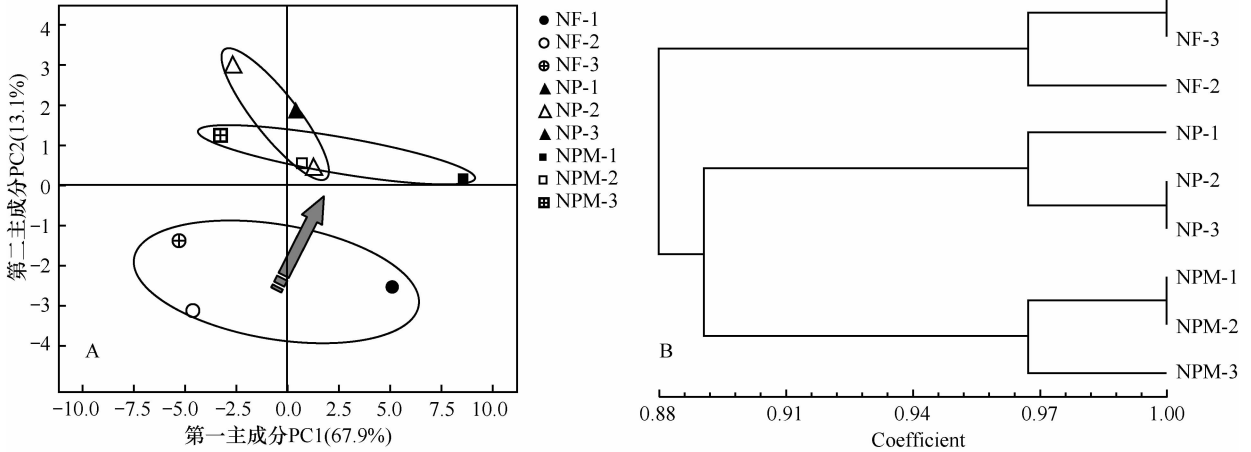 4
3
2
1
0
−1
−2
−3
−4
第二主成分PC2(13.1%)
A
−10.0 −7.5 −5.0 −2.5 0.0 2.5 5.0 7.5 10.0
第一主成分PC1(67.9%)
NF-1
NF-2
NF-3
NP-1
NP-2
NP-3
NPM-1
NPM-2
NPM-3
NF-3
NF-2
NP-1
NP-2
NP-3
NPM-1
NPM-2
NPM-3
B
0.88 0.91 0.94 0.97 1.00
Coefficient